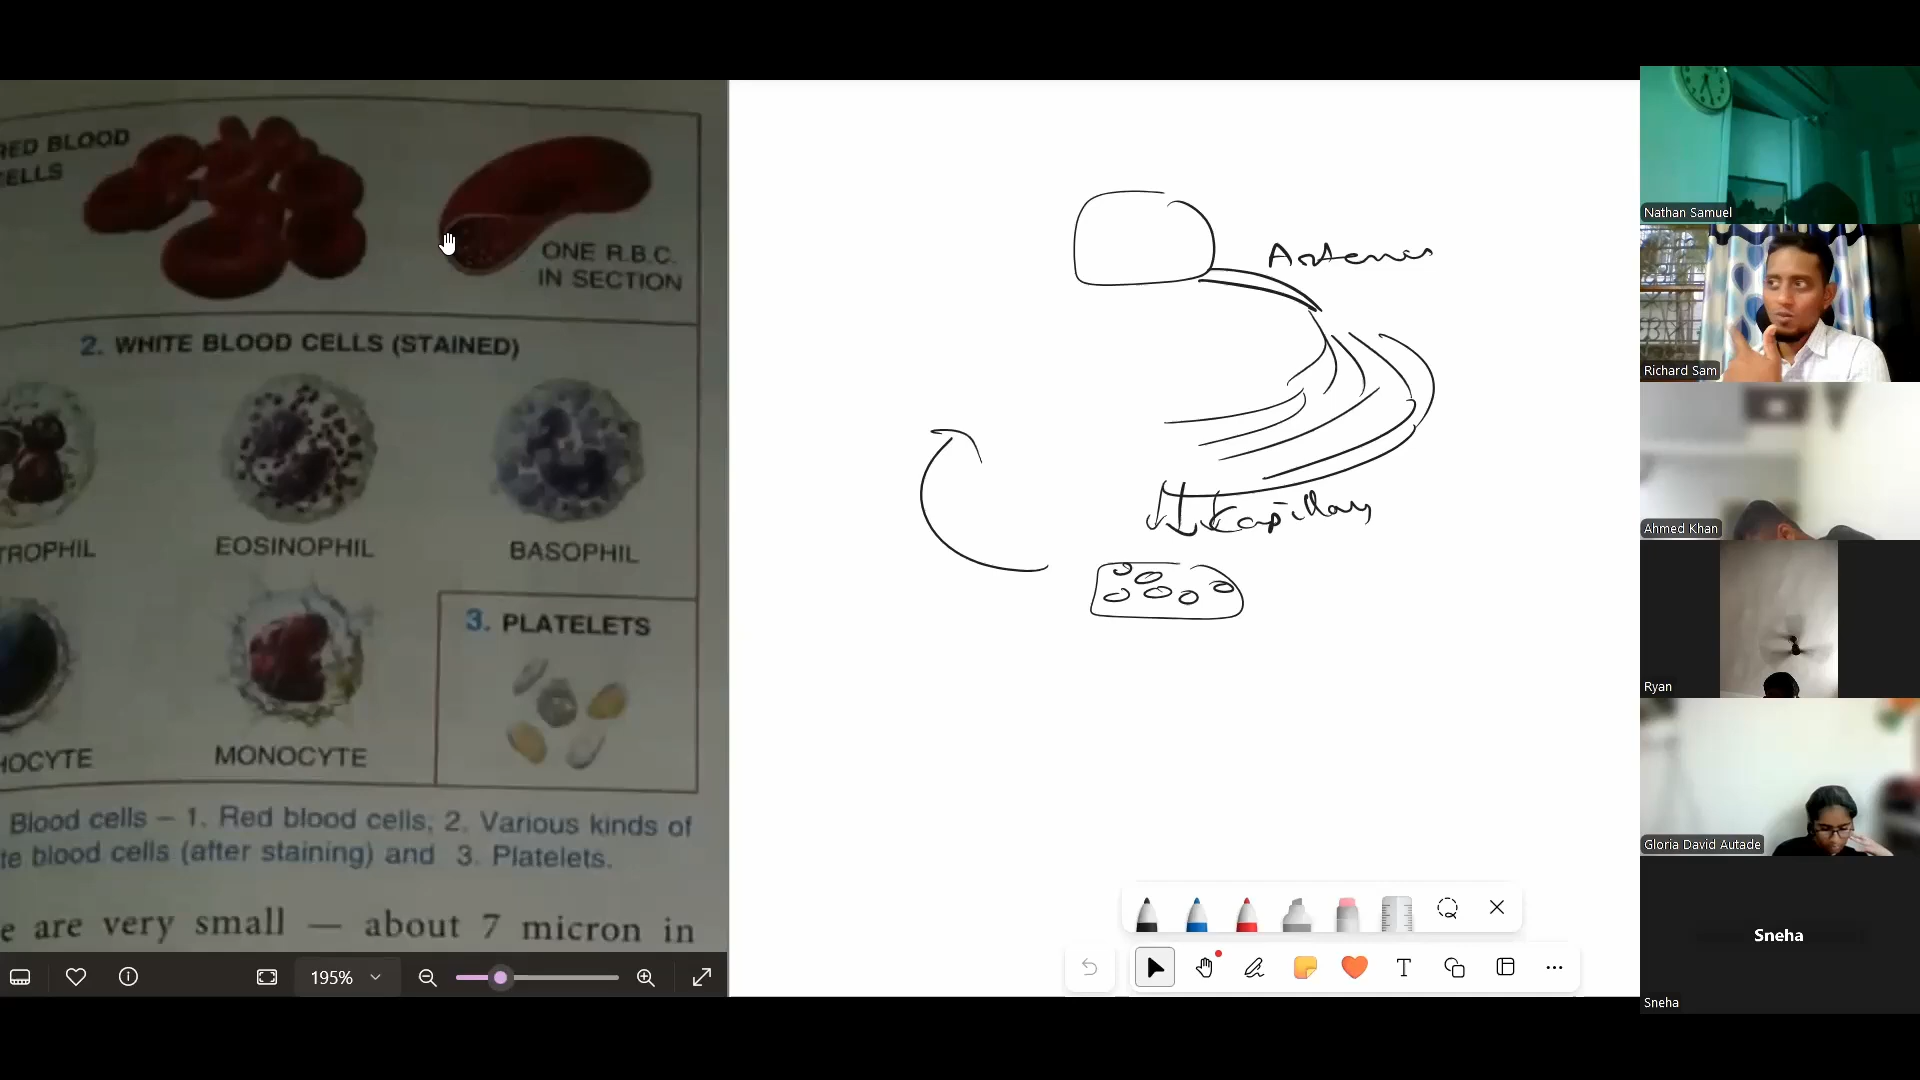 RED BLOOD
CELLS
ONE R.B.C.
IN SECTION
2. WHITE BLOOD CELLS (STAINED)
TROPHIL
EOSINOPHIL
BASOPHIL
HOCYTE
MONOCYTE
3. PLATELETS
Blood cells – 1. Red blood cells, 2. Various kinds of
te blood cells (after staining) and 3. Platelets.
e are very small — about 7 micron in
195%
Arteries
Capillary
T
Nathan Samuel
Richard Sam
Ahmed Khan
Ryan
Gloria David Autade
Sneha
Sneha